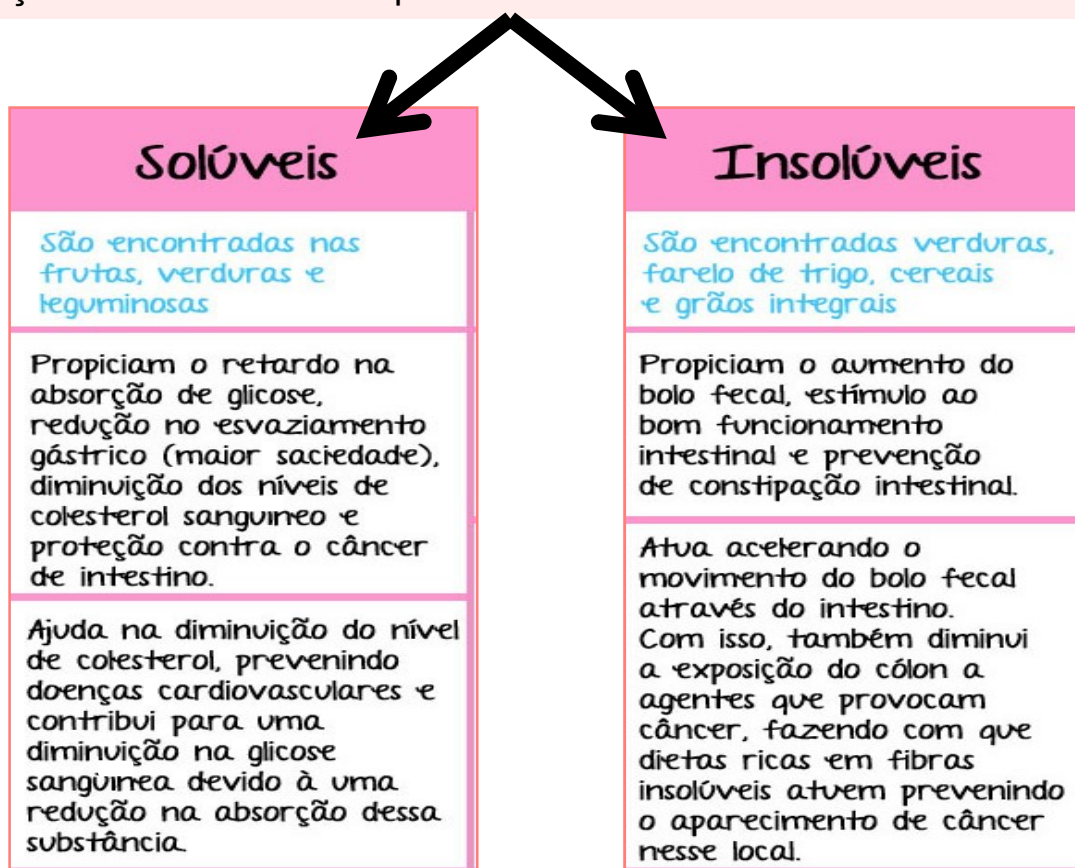 Solúveis
São encontradas nas
frutas, verduras e
leguminosas
Propiciam o retardo na
absorção de glicose,
redução no esvaziamento
gástrico (maior saciedade),
diminuição dos níveis de
colesterol sanguineo e
proteção contra o câncer
de intestino.
Ajuda na diminuição do nível
de colesterol, prevenindo
doenças cardiovasculares e
contribui para uma
diminuição na glicose
sanguinea devido à uma
redução na absorção dessa
substância.
Insolúveis
São encontradas verduras,
farelo de trigo, cereais
e grãos integrais
Propiciam o aumento do
bolo fecal, estímulo ao
bom funcionamento
intestinal e prevenção
de constipação intestinal.
Atua acelerando o
movimento do bolo fecal
através do intestino.
Com isso, também diminui
a exposição do cólon a
agentes que provocam
câncer, fazendo com que
dietas ricas em fibras
insolúveis atuem prevenindo
o aparecimento de câncer
nesse local.